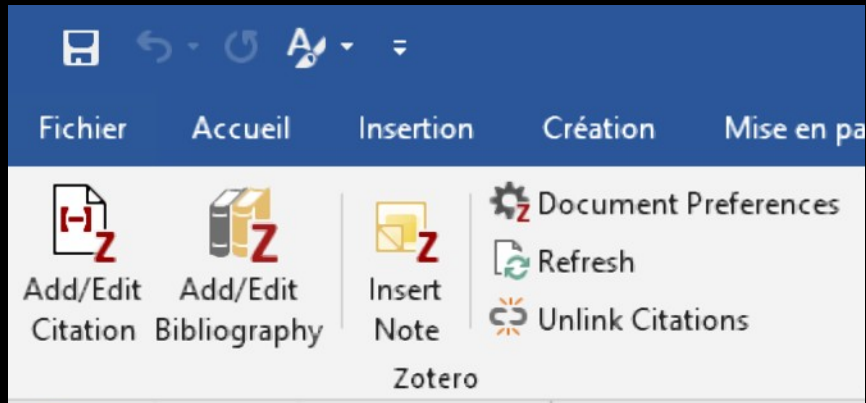 Fichier Accueil Insertion Création Mise en pa
Add/Edit Citation
Add/Edit Bibliography
Insert Note
Document Preferences
Refresh
Unlink Citations
Zotero